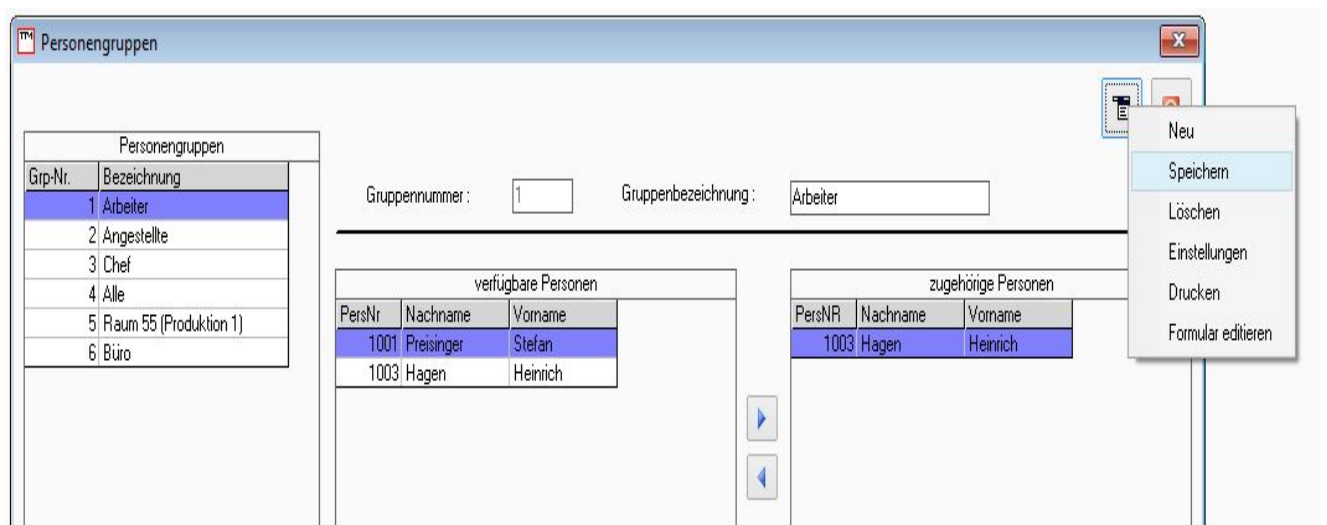 TM Personengruppen
Neu
Speichern
Löschen
Einstellungen
Drucken
Formular editieren
Personengruppen
Grp-Nr. Bezeichnung
1 Arbeiter
2 Angestellte
3 Chef
4 Alle
5 Raum 55 (Produktion 1)
6 Büro
Gruppennummer : 1 Gruppenbezeichnung : Arbeiter
verfügbare Personen
PersNr Nachname Vorname
1001 Preisinger Stefan
1003 Hagen Heinrich
zugehörige Personen
PersNR Nachname Vorname
1003 Hagen Heinrich